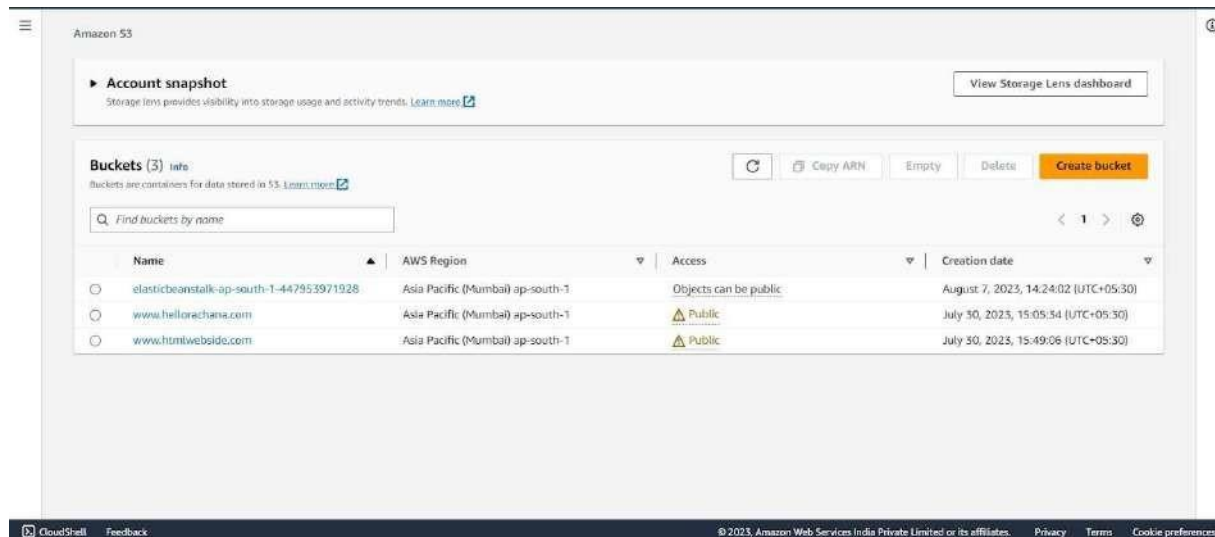 Amazon S3
Account snapshot
View Storage Lens dashboard
Storage lens provides visibility into storage usage and activity trends. Learn more
Buckets (3) Info
Copy ARN Empty Delete Create bucket
Buckets are containers for data stored in S3. Learn more
Find buckets by name
1
Name AWS Region Access Creation date
elasticbeanstalk-ap-south-1-447953971928 Asia Pacific (Mumbai) ap-south-1 Objects can be public August 7, 2023, 14:24:02 (UTC+05:30)
www.hellorachana.com Asia Pacific (Mumbai) ap-south-1 Public July 30, 2023, 15:05:34 (UTC+05:30)
www.htmlwebside.com Asia Pacific (Mumbai) ap-south-1 Public July 30, 2023, 15:49:06 (UTC+05:30)
CloudShell Feedback © 2023, Amazon Web Services India Private Limited or its affiliates. Privacy Terms Cookie preferences